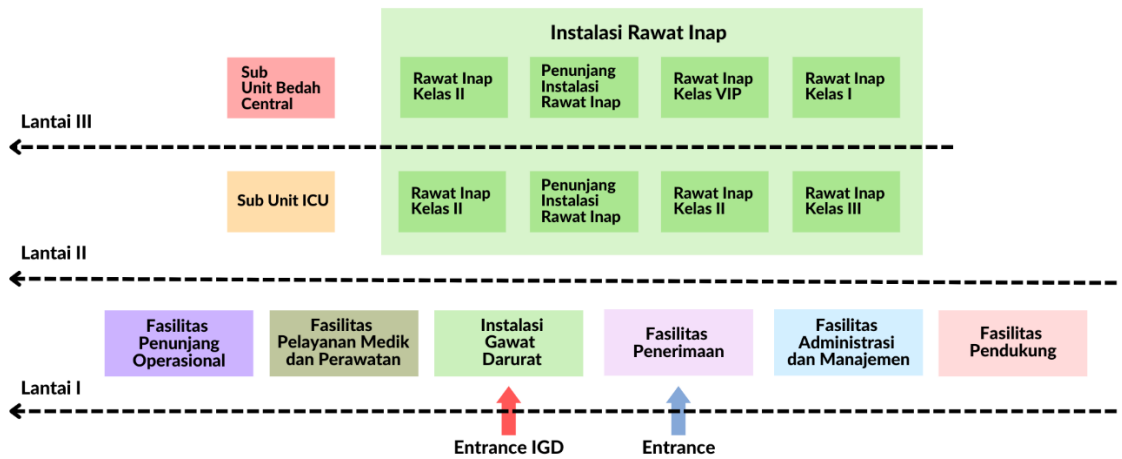 Instalasi Rawat Inap
Sub
Unit Bedah
Central
Rawat Inap
Kelas II
Penunjang
Instalasi
Rawat Inap
Rawat Inap
Kelas VIP
Rawat Inap
Kelas I
Lantai III
Sub Unit ICU
Rawat Inap
Kelas II
Penunjang
Instalasi
Rawat Inap
Rawat Inap
Kelas II
Rawat Inap
Kelas III
Lantai II
Fasilitas
Penunjang
Operasional
Fasilitas
Pelayanan Medik
dan Perawatan
Instalasi
Gawat
Darurat
Fasilitas
Penerimaan
Fasilitas
Administrasi
dan Manajemen
Fasilitas
Pendukung
Lantai I
Entrance IGD
Entrance